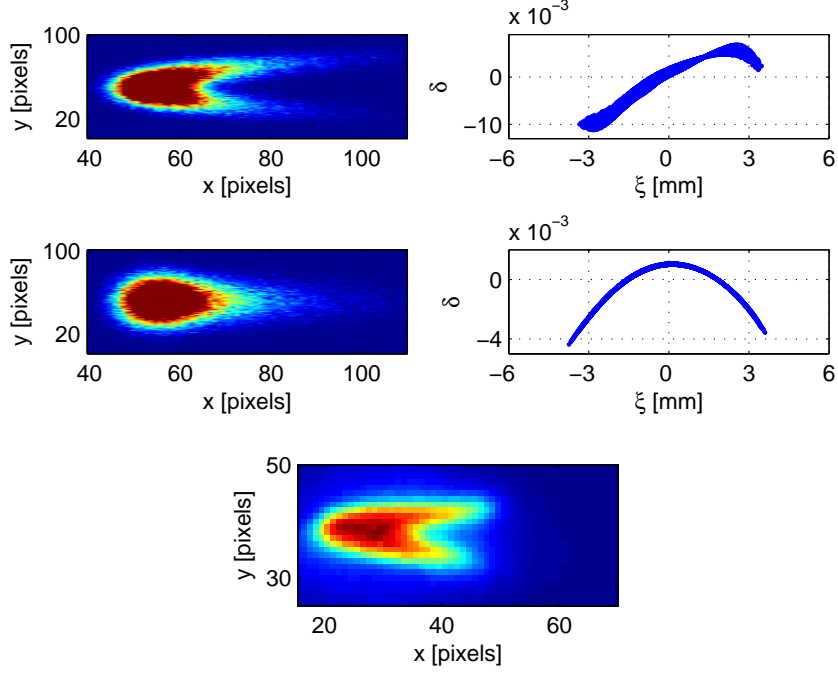 100
20
y [pixels]
40 60 80 100
x [pixels]
x 10⁻³
0
−10
δ
−6 −3 0 3 6
ξ [mm]
100
20
y [pixels]
40 60 80 100
x [pixels]
x 10⁻³
0
−4
δ
−6 −3 0 3 6
ξ [mm]
50
30
y [pixels]
20 40 60
x [pixels]